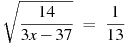 √(14/(3x − 37)) = 1/13